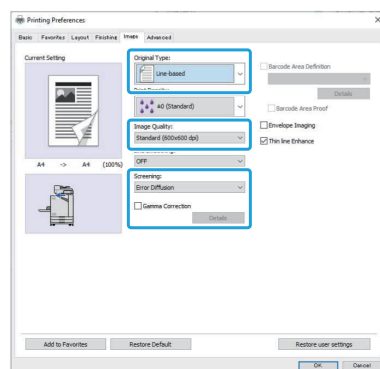 Printing Preferences
Basic Favorites Layout Finishing Image Advanced
Current Setting
A4 -> A4 (100%)
Original Type:
Line-based
±0 (Standard)
Image Quality:
Standard (600x600 dpi)
OFF
Screening:
Error Diffusion
Gamma Correction
Details
Barcode Area Definition
Details
Barcode Area Proof
Envelope Imaging
Thin line Enhance
Add to Favorites Restore Default Restore user settings
OK Cancel